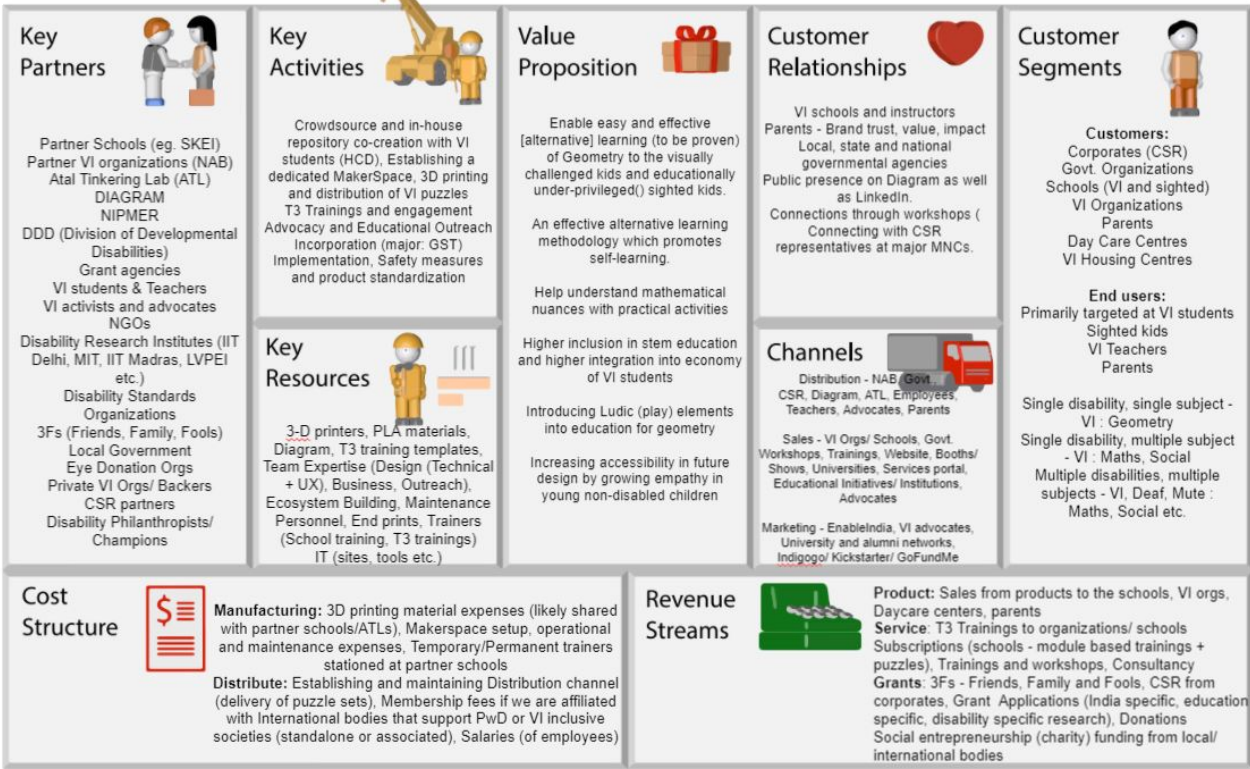 Key
Partners
Partner Schools (eg. SKEI)
Partner VI organizations (NAB)
Atal Tinkering Lab (ATL)
DIAGRAM
NIPMER
DDD (Division of Developmental
Disabilities)
Grant agencies
VI students & Teachers
VI activists and advocates
NGOs
Disability Research Institutes (IIT
Delhi, MIT, IIT Madras, LVPEI
etc.)
Disability Standards
Organizations
3Fs (Friends, Family, Fools)
Local Government
Eye Donation Orgs
Private VI Orgs/ Backers
CSR partners
Disability Philanthropists/
Champions
Key
Activities
Crowdsource and in-house
repository co-creation with VI
students (HCD), Establishing a
dedicated MakerSpace, 3D printing
and distribution of VI puzzles
T3 Trainings and engagement
Advocacy and Educational Outreach
Incorporation (major: GST)
Implementation, Safety measures
and product standardization
Key
Resources
3-D printers, PLA materials,
Diagram, T3 training templates,
Team Expertise (Design (Technical
+ UX), Business, Outreach),
Ecosystem Building, Maintenance
Personnel, End prints, Trainers
(School training, T3 trainings)
IT (sites, tools etc.)
Value
Proposition
Enable easy and effective
[alternative] learning (to be proven)
of Geometry to the visually
challenged kids and educationally
under-privileged() sighted kids.
An effective alternative learning
methodology which promotes
self-learning.
Help understand mathematical
nuances with practical activities
Higher inclusion in stem education
and higher integration into economy
of VI students
Introducing Ludic (play) elements
into education for geometry
Increasing accessibility in future
design by growing empathy in
young non-disabled children
Customer
Relationships
VI schools and instructors
Parents - Brand trust, value, impact
Local, state and national
governmental agencies
Public presence on Diagram as well
as LinkedIn.
Connections through workshops (
Connecting with CSR
representatives at major MNCs.
Channels
Distribution - NAB, Govt.,
CSR, Diagram, ATL, Employees,
Teachers, Advocates, Parents
Sales - VI Orgs/ Schools, Govt.
Workshops, Trainings, Website, Booths/
Shows, Universities, Services portal,
Educational Initiatives/ Institutions,
Advocates
Marketing - EnableIndia, VI advocates,
University and alumni networks,
Indigogo/ Kickstarter/ GoFundMe
Customer
Segments
Customers:
Corporates (CSR)
Govt. Organizations
Schools (VI and sighted)
VI Organizations
Parents
Day Care Centres
VI Housing Centres
End users:
Primarily targeted at VI students
Sighted kids
VI Teachers
Parents
Single disability, single subject -
VI : Geometry
Single disability, multiple subject
- VI : Maths, Social
Multiple disabilities, multiple
subjects - VI, Deaf, Mute :
Maths, Social etc.
Cost
Structure
Manufacturing: 3D printing material expenses (likely shared
with partner schools/ATLs), Makerspace setup, operational
and maintenance expenses, Temporary/Permanent trainers
stationed at partner schools
Distribute: Establishing and maintaining Distribution channel
(delivery of puzzle sets), Membership fees if we are affiliated
with International bodies that support PwD or VI inclusive
societies (standalone or associated), Salaries (of employees)
Revenue
Streams
Product: Sales from products to the schools, VI orgs,
Daycare centers, parents
Service: T3 Trainings to organizations/ schools
Subscriptions (schools - module based trainings +
puzzles), Trainings and workshops, Consultancy
Grants: 3Fs - Friends, Family and Fools, CSR from
corporates, Grant Applications (India specific, education
specific, disability specific research), Donations
Social entrepreneurship (charity) funding from local/
international bodies